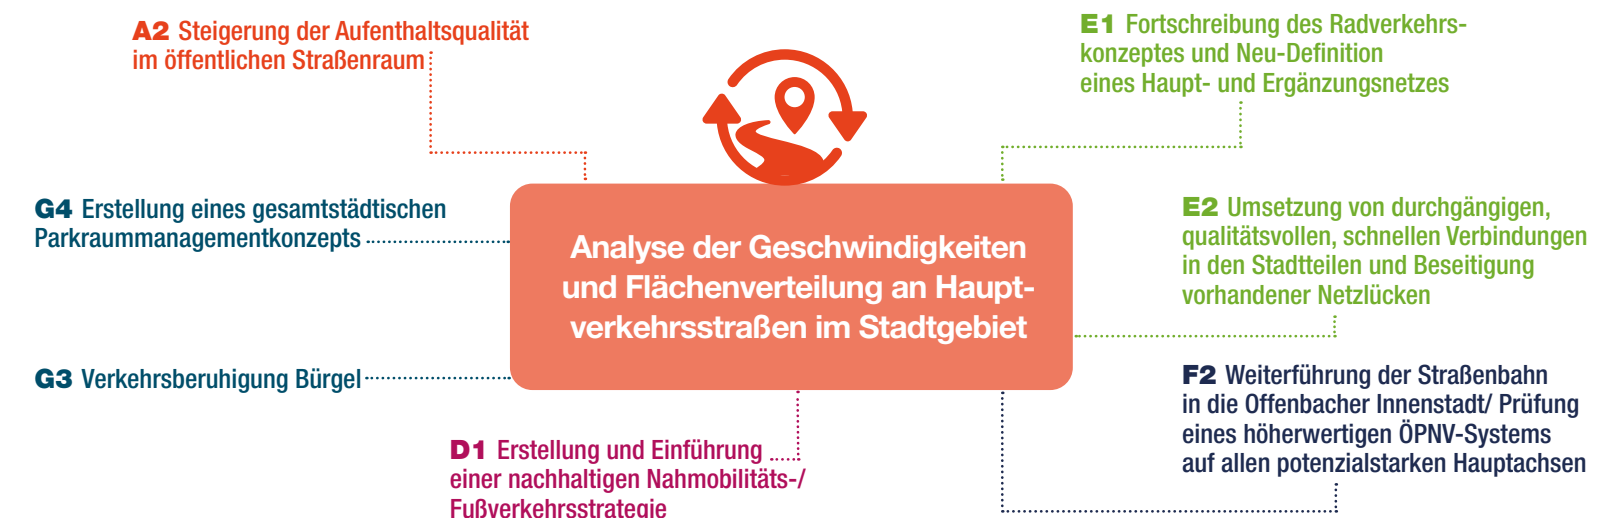 A2 Steigerung der Aufenthaltsqualität
im öffentlichen Straßenraum
E1 Fortschreibung des Radverkehrs-
konzeptes und Neu-Definition
eines Haupt- und Ergänzungsnetzes
G4 Erstellung eines gesamtstädtischen
Parkraummanagementkonzepts
Analyse der Geschwindigkeiten
und Flächenverteilung an Haupt-
verkehrsstraßen im Stadtgebiet
E2 Umsetzung von durchgängigen,
qualitätsvollen, schnellen Verbindungen
in den Stadtteilen und Beseitigung
vorhandener Netzlücken
G3 Verkehrsberuhigung Bürgel
F2 Weiterführung der Straßenbahn
in die Offenbacher Innenstadt/ Prüfung
eines höherwertigen ÖPNV-Systems
auf allen potenzialstarken Hauptachsen
D1 Erstellung und Einführung
einer nachhaltigen Nahmobilitäts-/
Fußverkehrsstrategie